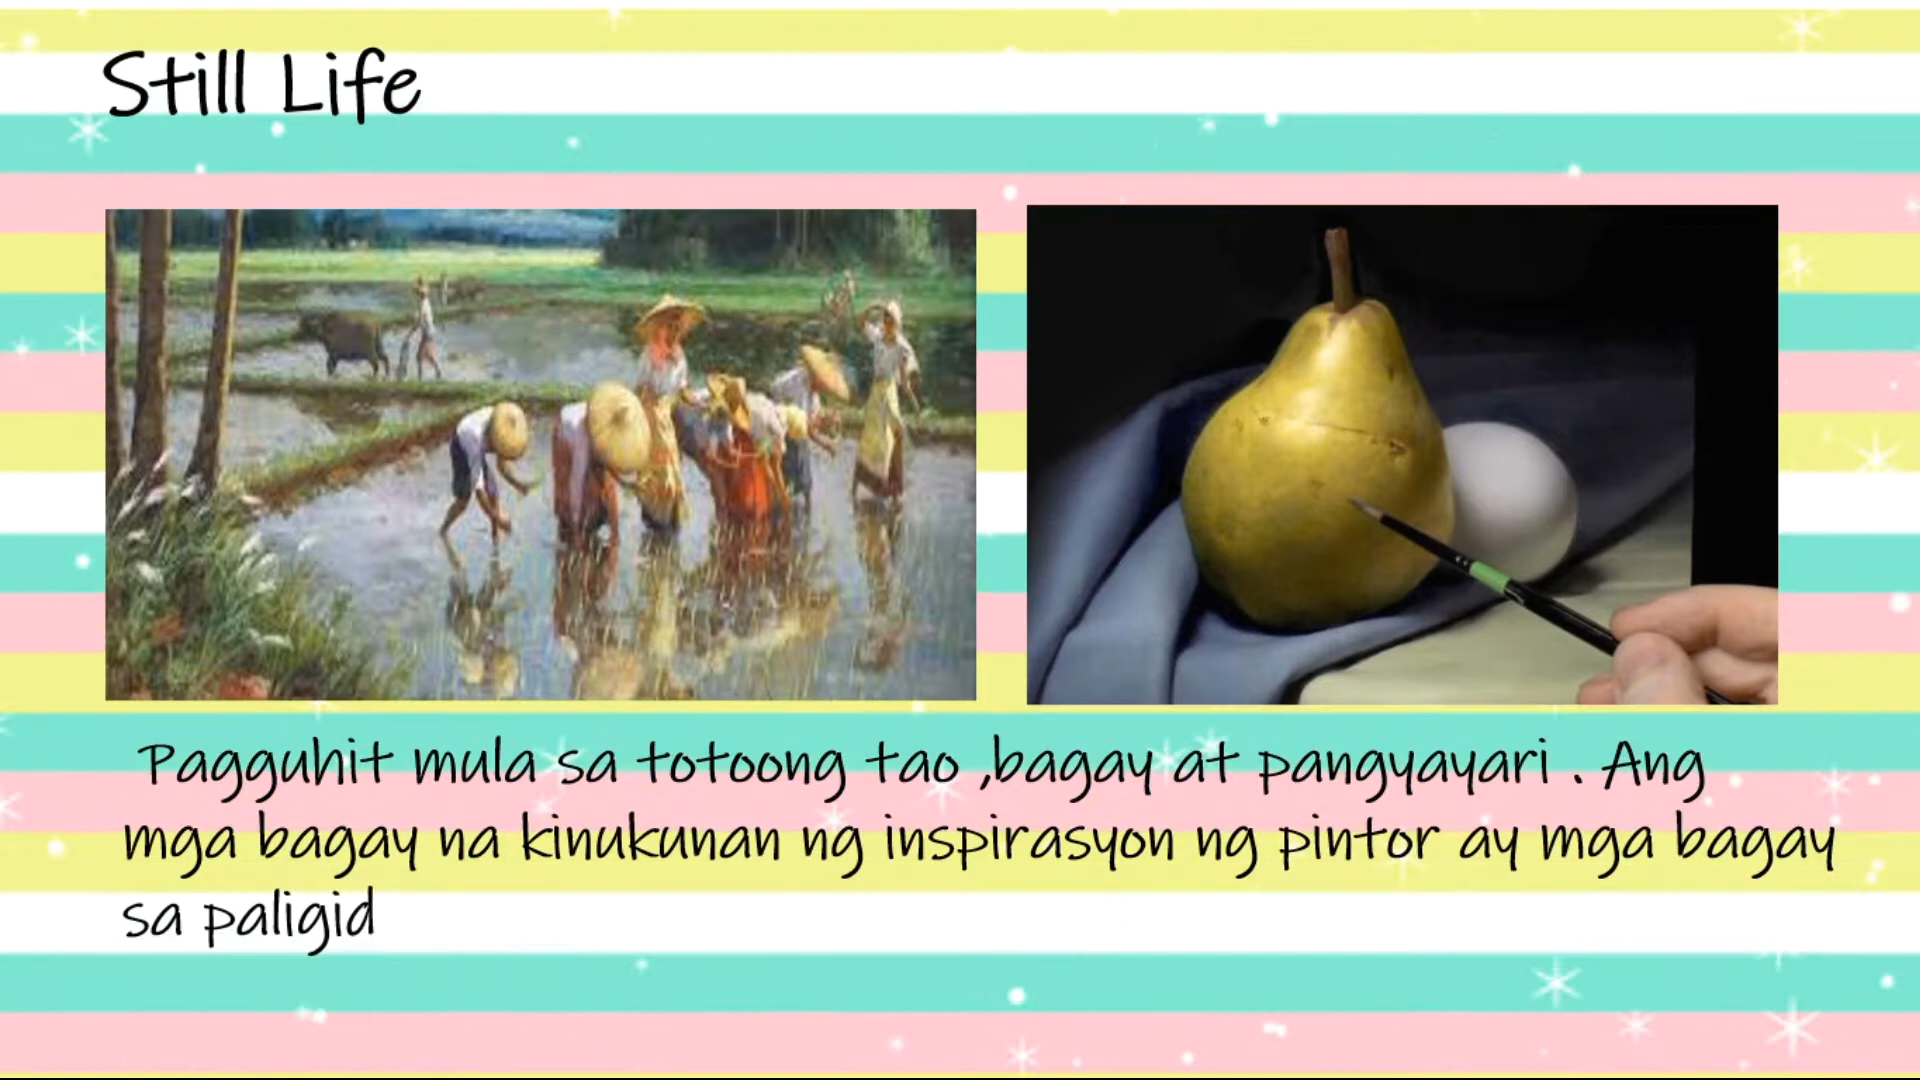 Still Life
Pagguhit mula sa totoong tao ,bagay at pangyayari . Ang
mga bagay na kinukunan ng inspirasyon ng pintor ay mga bagay
sa paligid